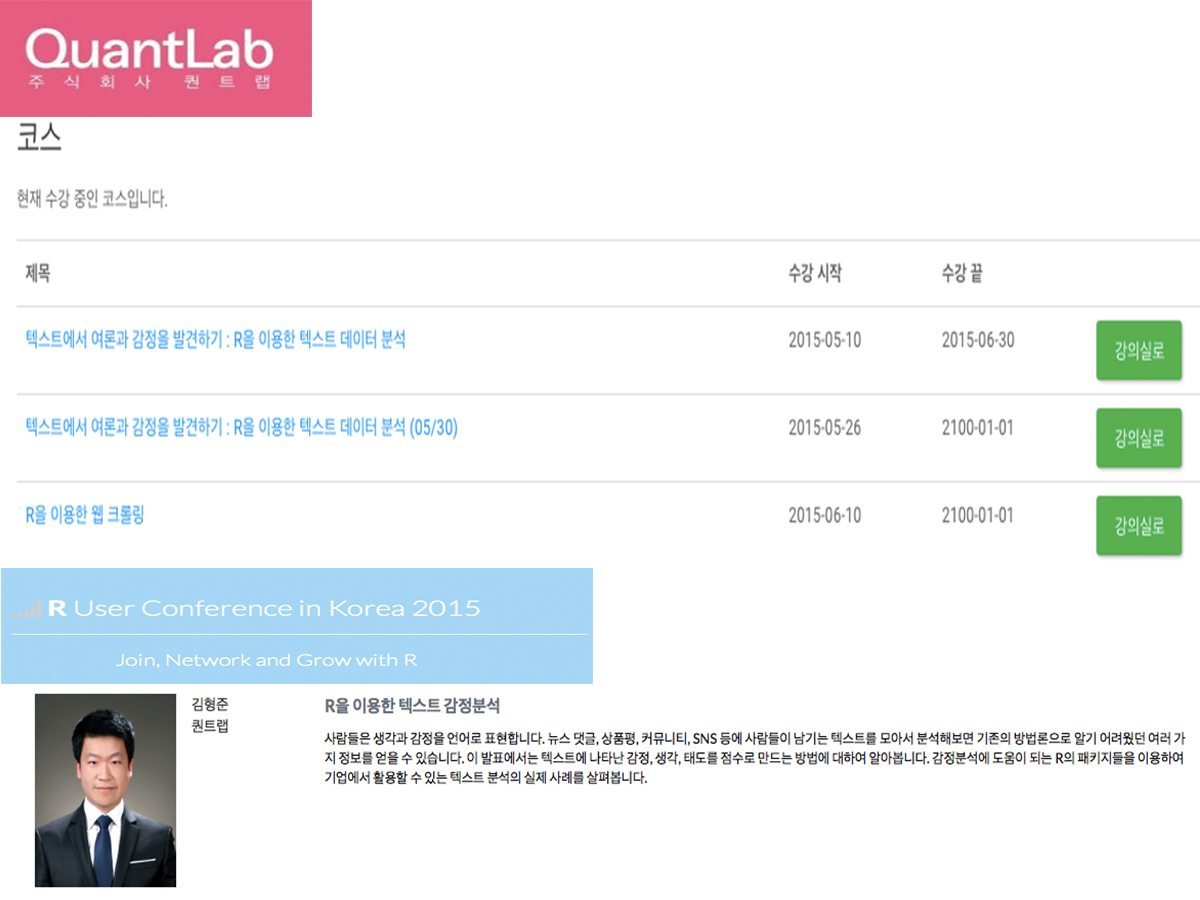 QuantLab
주식회사 퀀트랩
코스
현재 수강 중인 코스입니다.
제목 수강 시작 수강 끝
텍스트에서 여론과 감정을 발견하기 : R을 이용한 텍스트 데이터 분석 2015-05-10 2015-06-30 강의실로
텍스트에서 여론과 감정을 발견하기 : R을 이용한 텍스트 데이터 분석 (05/30) 2015-05-26 2100-01-01 강의실로
R을 이용한 웹 크롤링 2015-06-10 2100-01-01 강의실로
R User Conference in Korea 2015
Join, Network and Grow with R
김형준
퀀트랩
R을 이용한 텍스트 감정분석
사람들은 생각과 감정을 언어로 표현합니다. 뉴스 댓글, 상품평, 커뮤니티, SNS 등에 사람들이 남기는 텍스트를 모아서 분석해보면 기존의 방법론으로 알기 어려웠던 여러 가
지 정보를 얻을 수 있습니다. 이 발표에서는 텍스트에 나타난 감정, 생각, 태도를 점수로 만드는 방법에 대하여 알아봅니다. 감정분석에 도움이 되는 R의 패키지들을 이용하여
기업에서 활용할 수 있는 텍스트 분석의 실제 사례를 살펴봅니다.